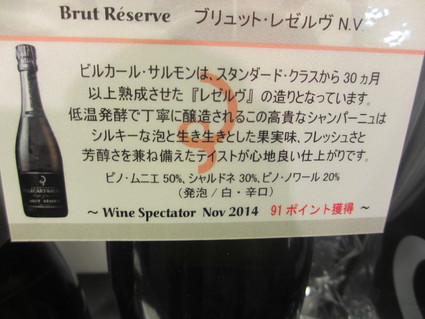 Brut Réserve ブリュット・レゼルヴ N.V
ビルカール・サルモンは、スタンダード・クラスから 30 ヵ月
以上熟成させた『レゼルヴ』の造りとなっています。
低温発酵で丁寧に醸造されるこの高貴なシャンパーニュは
シルキーな泡と生き生きとした果実味、フレッシュさと
芳醇さを兼ね備えたテイストが心地良い仕上がりです。
ピノ・ムニエ 50%、シャルドネ 30%、ピノ・ノワール 20%
（発泡 / 白・辛口）
～ Wine Spectator Nov 2014 91 ポイント獲得 ～
BRUT RÉSERVE